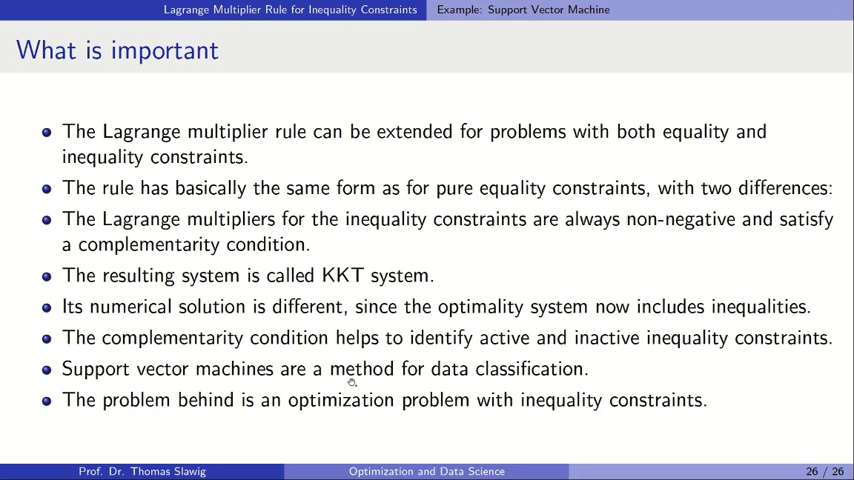 Lagrange Multiplier Rule for Inequality Constraints Example: Support Vector Machine
What is important
The Lagrange multiplier rule can be extended for problems with both equality and
inequality constraints.
The rule has basically the same form as for pure equality constraints, with two differences:
The Lagrange multipliers for the inequality constraints are always non-negative and satisfy
a complementarity condition.
The resulting system is called KKT system.
Its numerical solution is different, since the optimality system now includes inequalities.
The complementarity condition helps to identify active and inactive inequality constraints.
Support vector machines are a method for data classification.
The problem behind is an optimization problem with inequality constraints.
Prof. Dr. Thomas Slawig Optimization and Data Science 26 / 26